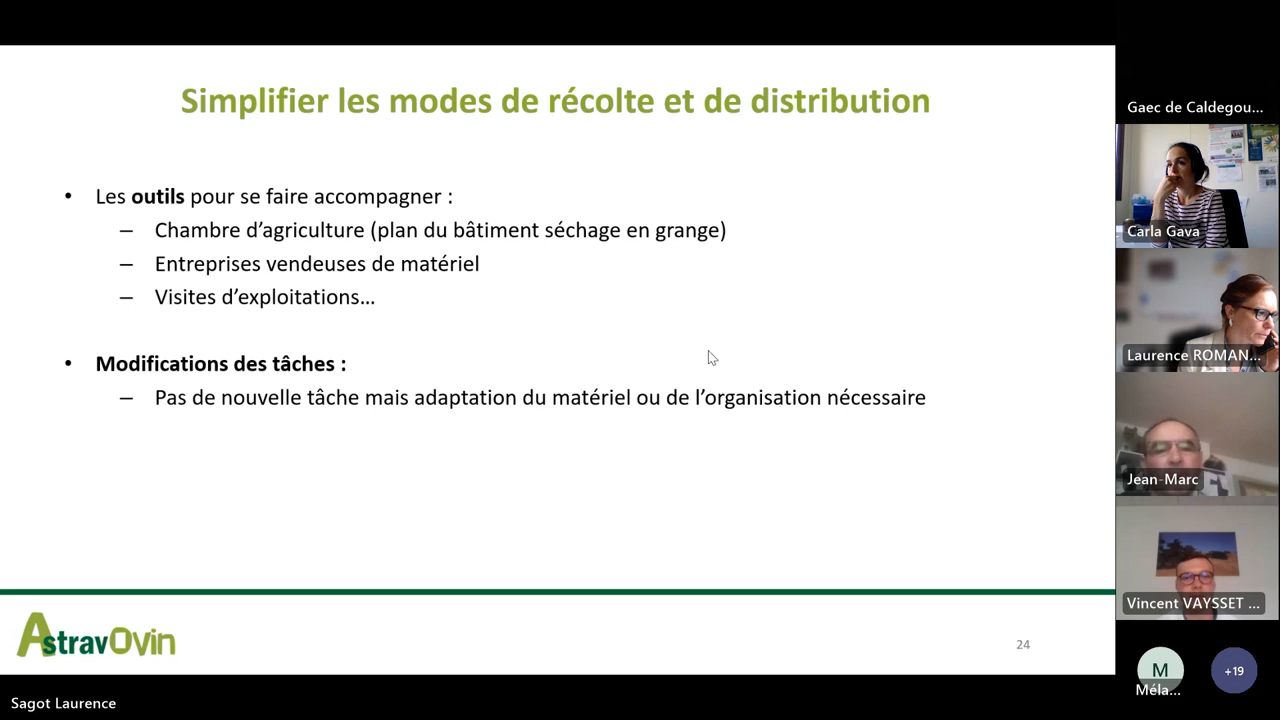 Simplifier les modes de récolte et de distribution
• Les outils pour se faire accompagner :
– Chambre d’agriculture (plan du bâtiment séchage en grange)
– Entreprises vendeuses de matériel
– Visites d’exploitations…
• Modifications des tâches :
– Pas de nouvelle tâche mais adaptation du matériel ou de l’organisation nécessaire
AstravOvin
24
Sagot Laurence
Gaec de Caldegou...
Carla Gava
Laurence ROMAN...
Jean-Marc
Vincent VAYSSET ...
M
Méla...
+19